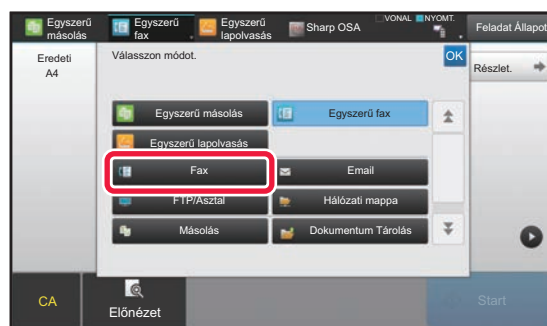 Egyszerű
másolás
Egyszerű
fax
Egyszerű
lapolvasás
Sharp OSA
VONAL
NYOMT.
Feladat Állapot
Eredeti
A4
Válasszon módot.
OK
Részlet.
Egyszerű másolás
Egyszerű fax
Egyszerű lapolvasás
Fax
Email
FTP/Asztal
Hálózati mappa
Másolás
Dokumentum Tárolás
CA
Előnézet
Start